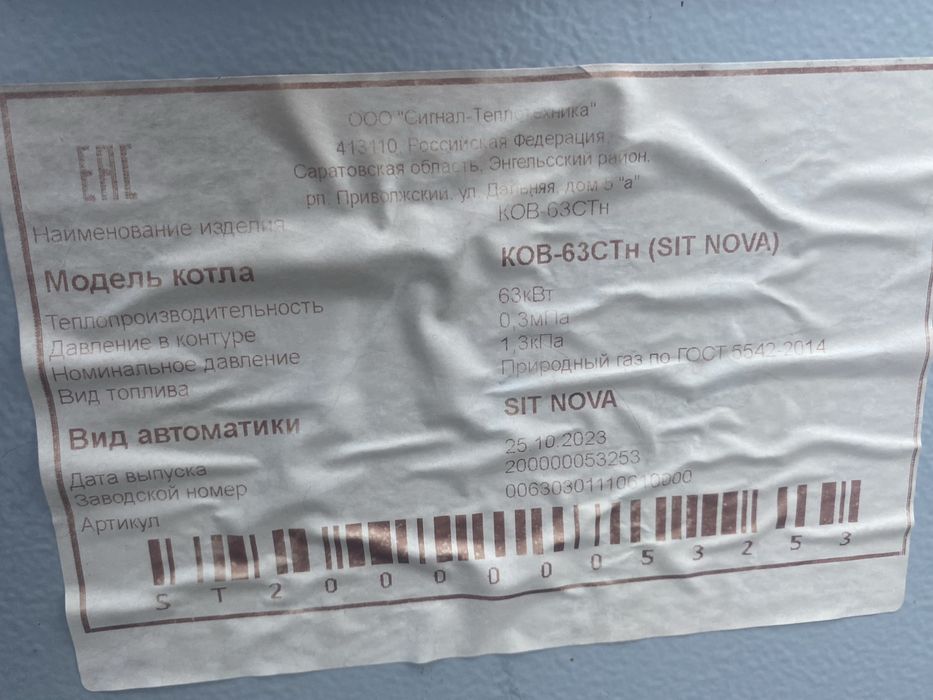 ООО "Сигнал-Теплотехника"
413110, Российская Федерация,
Саратовская область, Энгельсский район,
рп. Приволжский, ул. Дальняя, дом 5 "а"
EAC
Наименование изделия КОВ-63СТн
Модель котла КОВ-63СТн (SIT NOVA)
Теплопроизводительность 63кВт
Давление в контуре 0,3мПа
Номинальное давление 1,3кПа
Вид топлива Природный газ по ГОСТ 5542-2014
Вид автоматики SIT NOVA
Дата выпуска 25.10.2023
Заводской номер 200000053253
Артикул 00630301110610000
ST200000053253